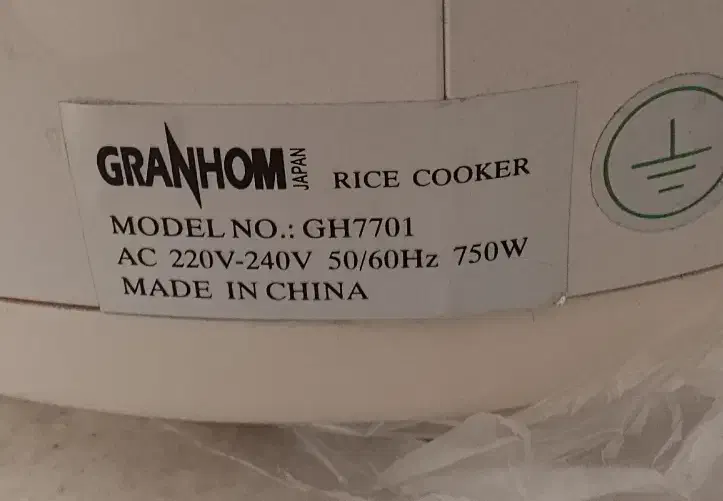 GRANHOM JAPAN RICE COOKER
MODEL NO.: GH7701
AC 220V-240V 50/60Hz 750W
MADE IN CHINA